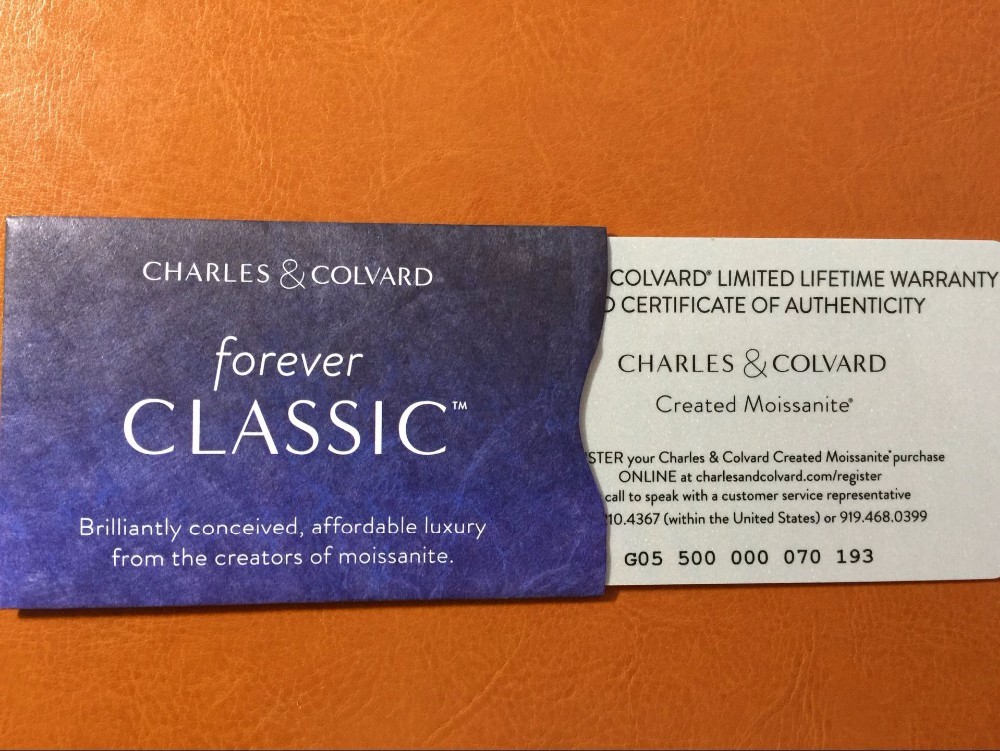 CHARLES & COLVARD
forever
CLASSIC™
Brilliantly conceived, affordable luxury
from the creators of moissanite.
COLVARD® LIMITED LIFETIME WARRANTY
CERTIFICATE OF AUTHENTICITY
CHARLES & COLVARD
Created Moissanite®
your Charles & Colvard Created Moissanite® purchase
ONLINE at charlesandcolvard.com/register
call to speak with a customer service representative
10.4367 (within the United States) or 919.468.0399
G05 500 000 070 193